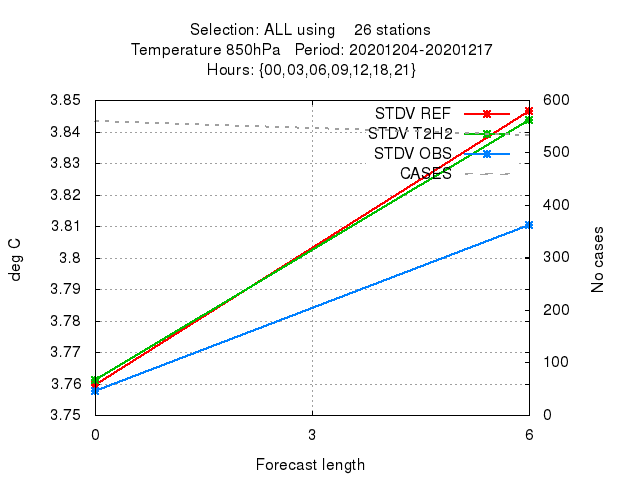 Selection: ALL using    26 stations
Temperature 850hPa   Period: 20201204-20201217
Hours: {00,03,06,09,12,18,21}
3.85
3.84
3.83
3.82
3.81
3.8
3.79
3.78
3.77
3.76
3.75
deg C
STDV REF
STDV T2H2
STDV OBS
CASES
600
500
400
300
200
100
0
No cases
0 3 6
Forecast length